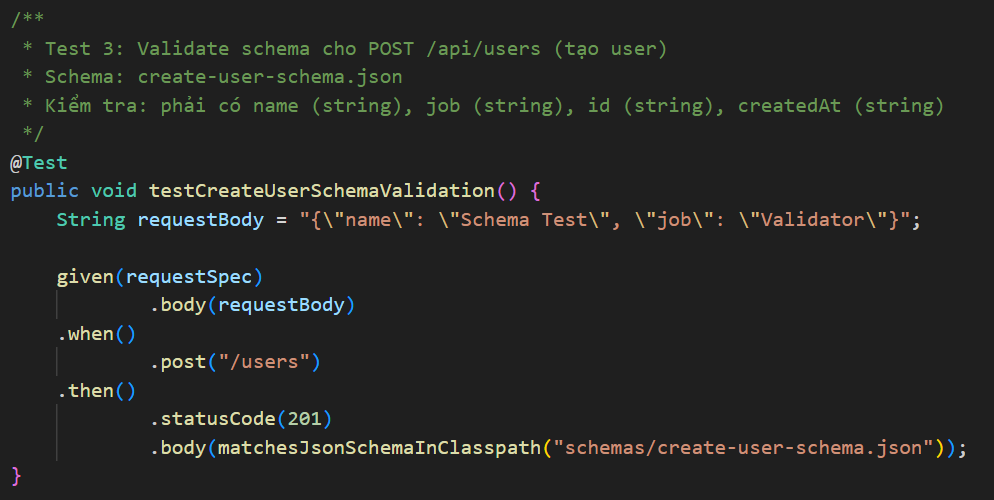 /**
 * Test 3: Validate schema cho POST /api/users (tạo user)
 * Schema: create-user-schema.json
 * Kiểm tra: phải có name (string), job (string), id (string), createdAt (string)
 */
@Test
public void testCreateUserSchemaValidation() {
    String requestBody = "{\"name\": \"Schema Test\", \"job\": \"Validator\"}";

    given(requestSpec)
            .body(requestBody)
    .when()
            .post("/users")
    .then()
            .statusCode(201)
            .body(matchesJsonSchemaInClasspath("schemas/create-user-schema.json"));
}